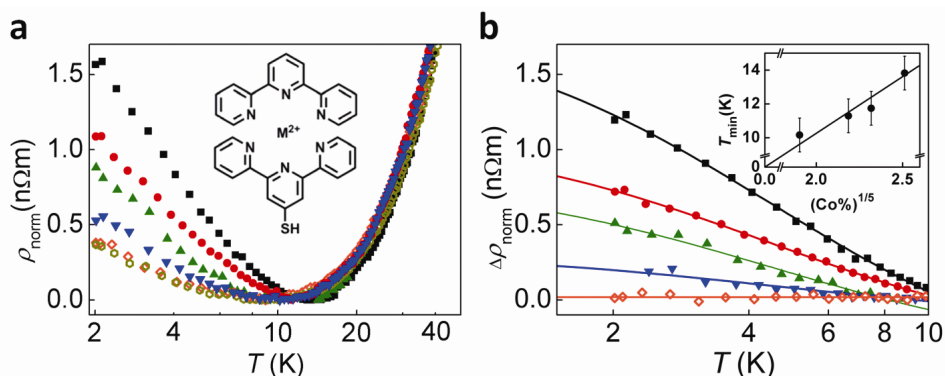 a
1.5
1.0
0.5
0.0
ρnorm(nΩm)
2
4
10
20
40
T (K)
N
N
N
M²⁺
N
N
N
SH
b
1.5
1.0
0.5
0.0
Δρnorm (nΩm)
2
4
6
8
10
T (K)
14
12
10
Tmin(K)
0.0
2.0
2.5
(Co%)^1/5